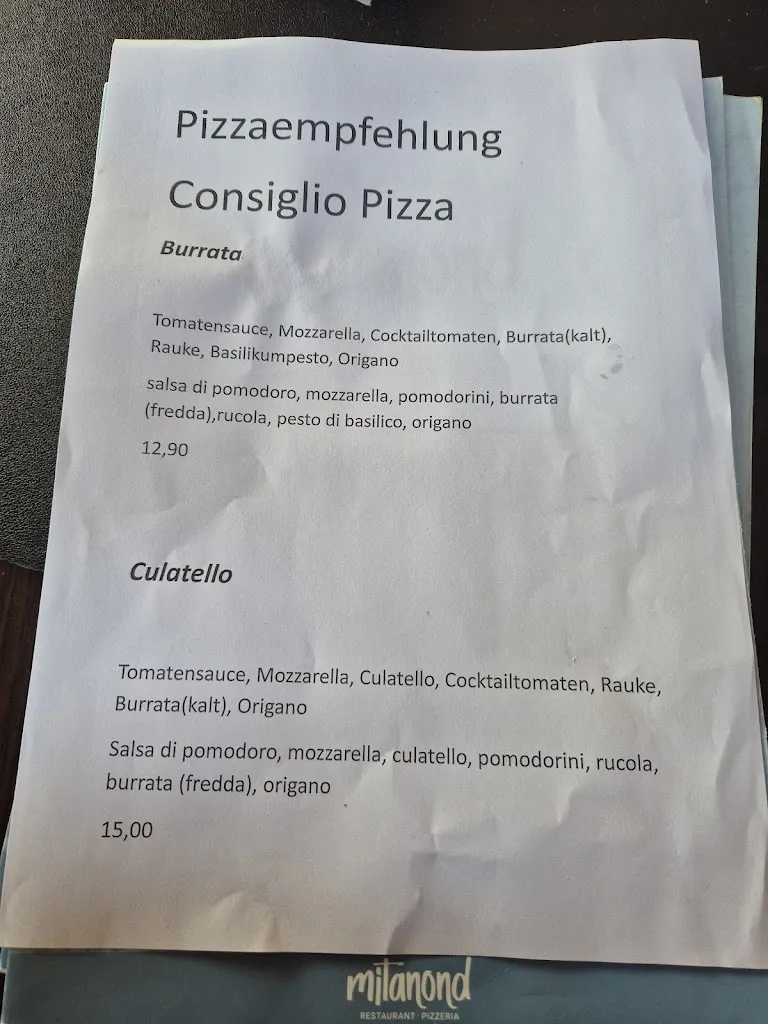 Pizzaempfehlung
Consiglio Pizza
Burrata
Tomatensauce, Mozzarella, Cocktailtomaten, Burrata(kalt),
Rauke, Basilikumpesto, Origano
salsa di pomodoro, mozzarella, pomodorini, burrata
(fredda),rucola, pesto di basilico, origano
12,90
Culatello
Tomatensauce, Mozzarella, Culatello, Cocktailtomaten, Rauke,
Burrata(kalt), Origano
Salsa di pomodoro, mozzarella, culatello, pomodorini, rucola,
burrata (fredda), origano
15,00
mitanond
RESTAURANT · PIZZERIA